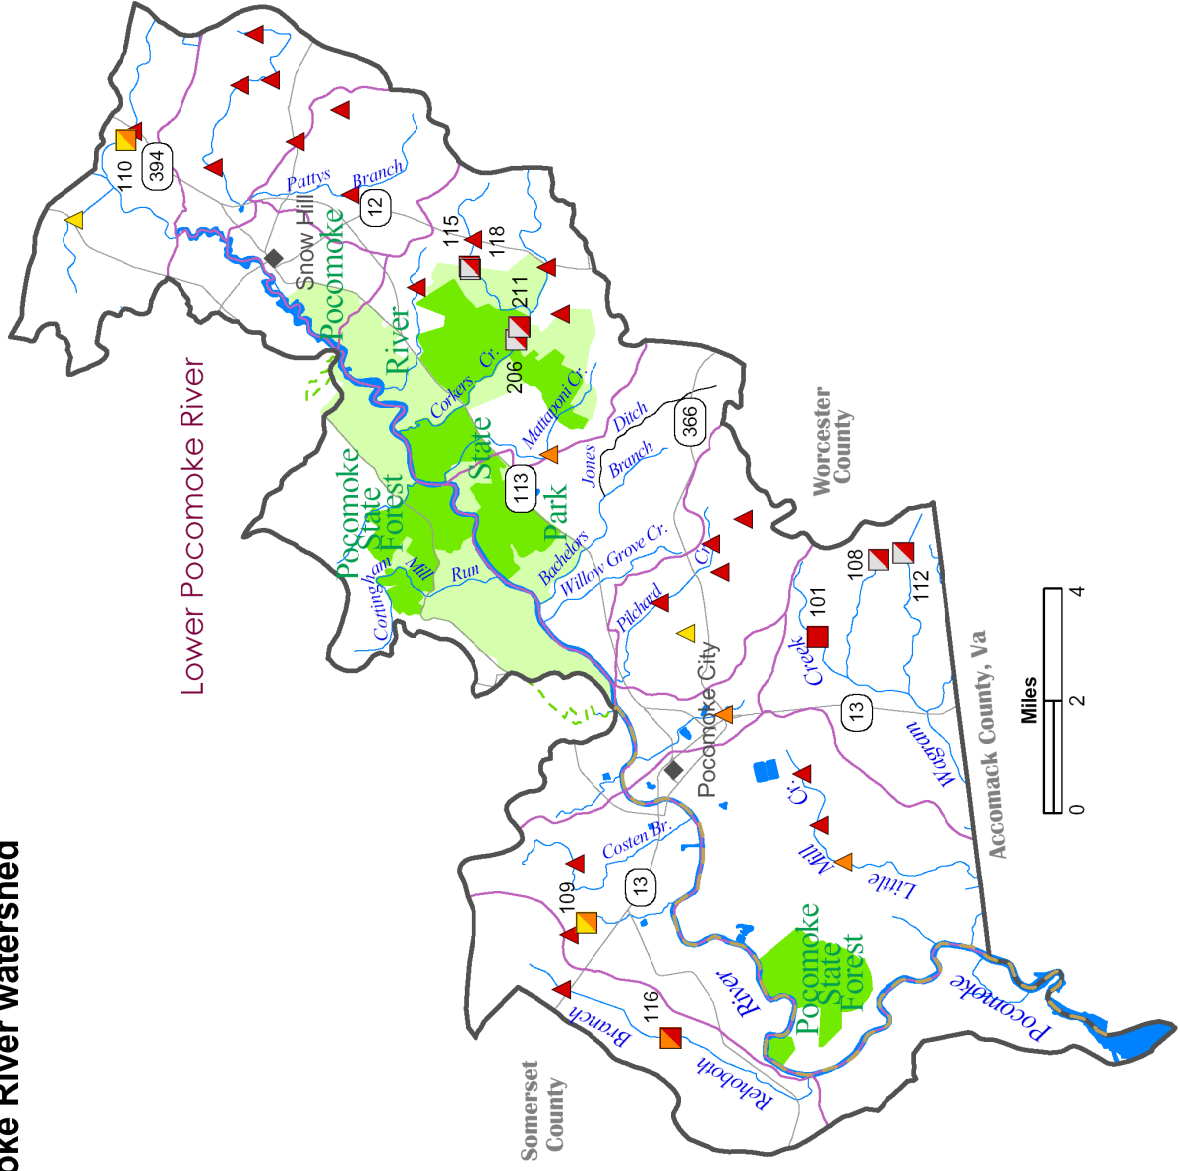 oke River watershed
Lower Pocomoke River
110
394
Pattys
Branch
12
Snow Hill
Pocomoke
River
State
Park
115
118
211
206
Corkers
Cr.
Mattaponi Cr.
113
Jones
Ditch
Branch
Bachelors
366
Pocomoke
State
Forest
Cottingham
Mill
Run
Willow Grove Cr.
Pilchard
Cr.
Worcester
County
108
112
101
Creek
Wagram
13
Pocomoke City
Accomack County, Va
Miles
0
2
4
Cr.
Mill
Little
Costen Br.
13
109
116
Branch
Rehoboth
Somerset
County
River
Pocomoke
Pocomoke
State
Forest